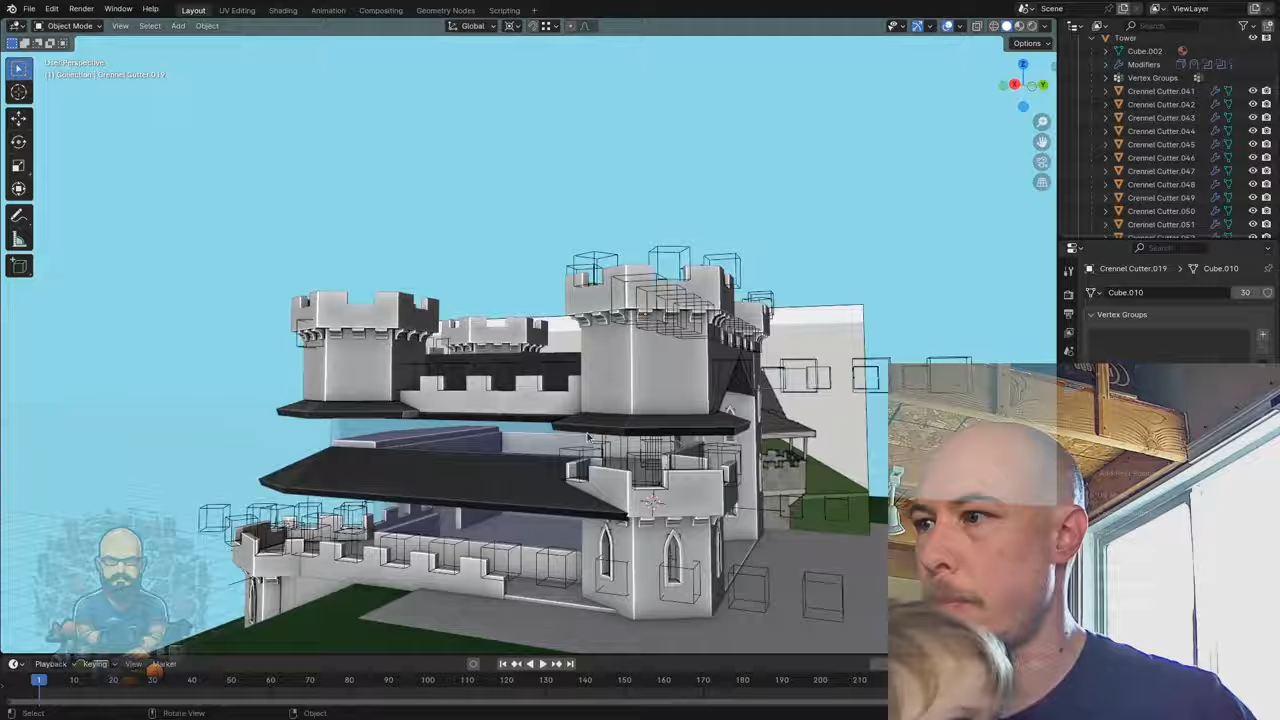 File Edit Render Window Help
Layout UV Editing Shading Animation Compositing Geometry Nodes Scripting
Scene ViewLayer
Object Mode View Select Add Object
Global
Search
Options
User Perspective
(1) Collection | Crennel Cutter.019
Z
X
Y
Tower
Cube.002
Modifiers
Vertex Groups
Crennel Cutter.041
Crennel Cutter.042
Crennel Cutter.043
Crennel Cutter.044
Crennel Cutter.045
Crennel Cutter.046
Crennel Cutter.047
Crennel Cutter.048
Crennel Cutter.049
Crennel Cutter.050
Crennel Cutter.051
Search
Crennel Cutter.019 Cube.010
Cube.010 30
Vertex Groups
Playback Keying View Marker
1 10 20 30 40 50 60 70 80 90 100 110 120 130 140 150 160 170 180 190 200 210
Select Rotate View Object